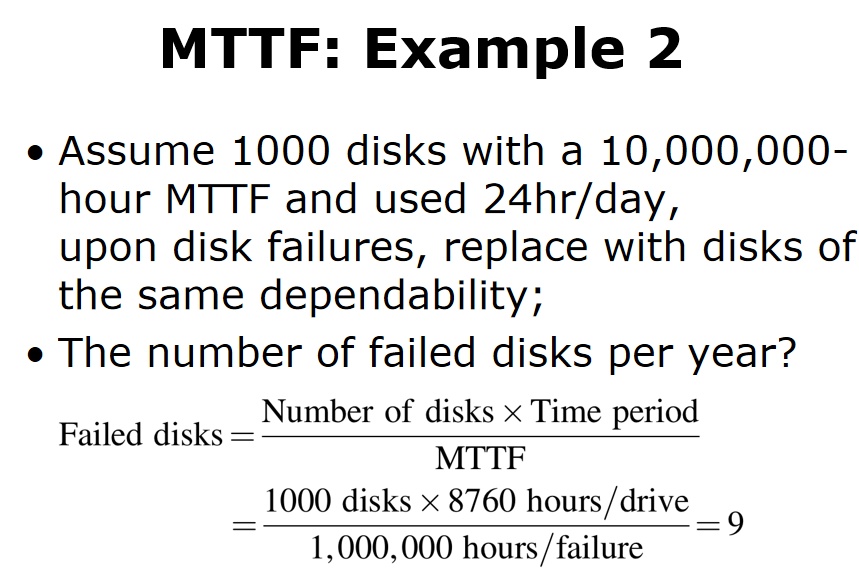 MTTF: Example 2
• Assume 1000 disks with a 10,000,000-
hour MTTF and used 24hr/day,
upon disk failures, replace with disks of
the same dependability;
• The number of failed disks per year?
Failed disks = Number of disks × Time period / MTTF
= 1000 disks × 8760 hours/drive / 1,000,000 hours/failure = 9